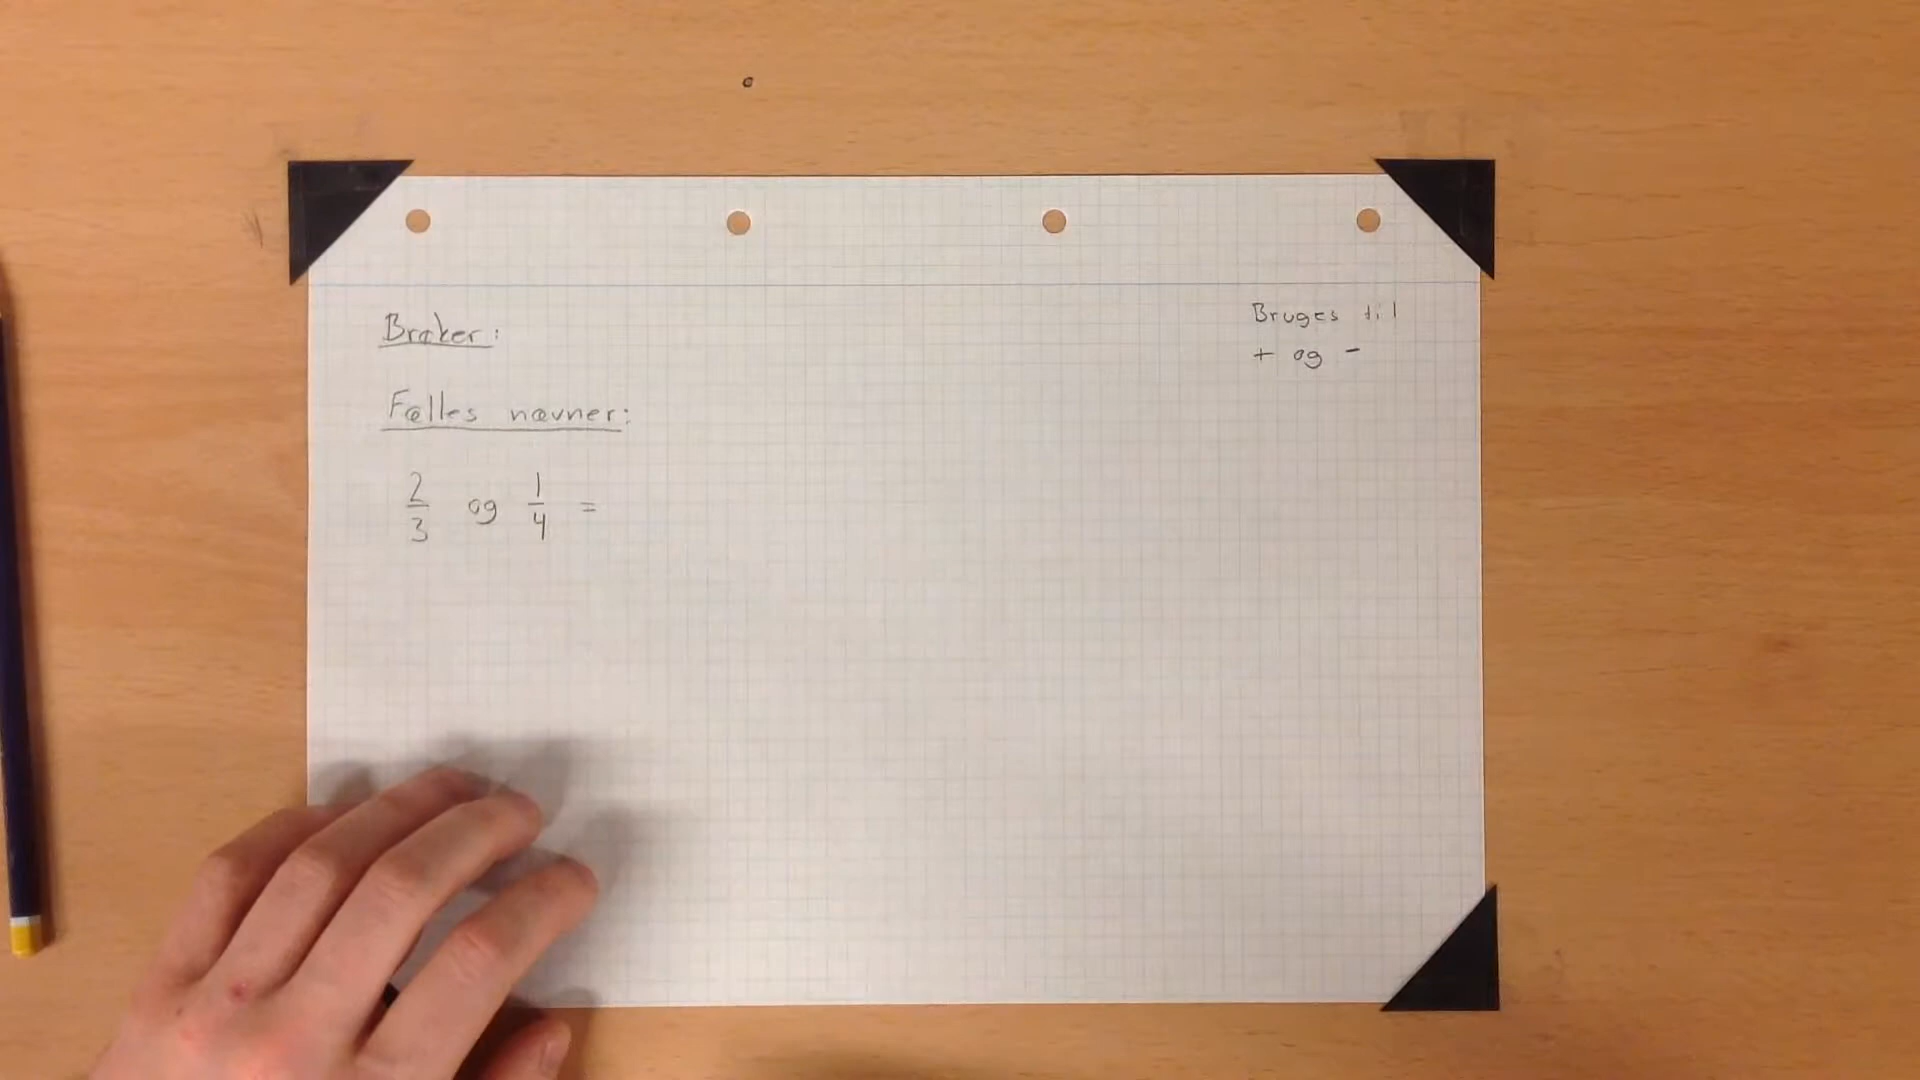 Brøker:
Bruges til
+ og -
Fælles nævner:
2/3 og 1/4 =